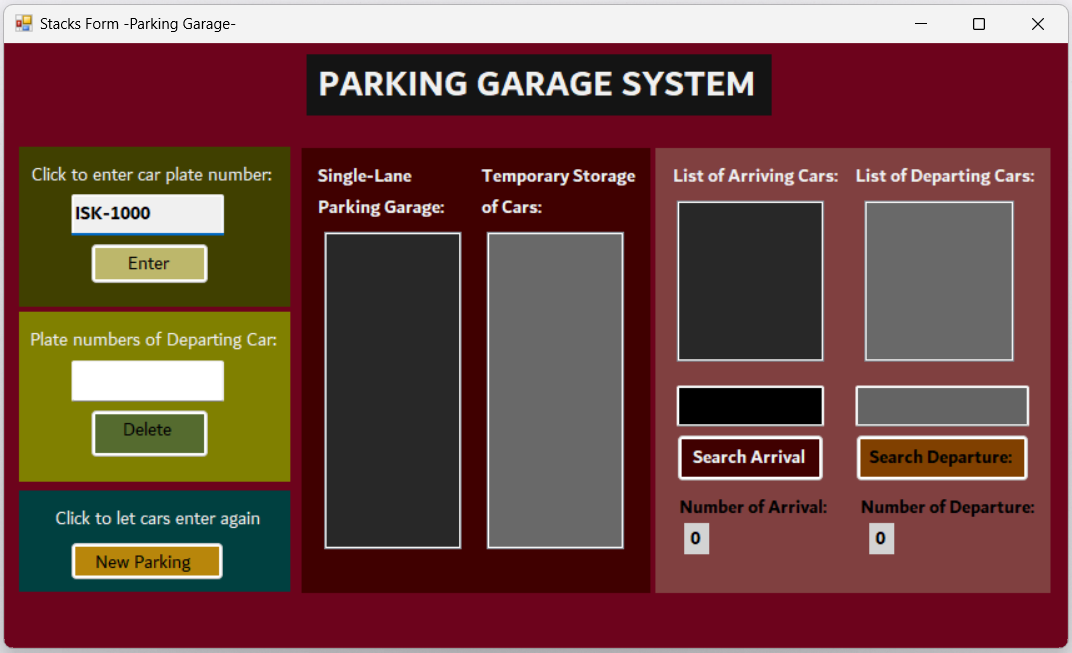 Stacks Form -Parking Garage-
PARKING GARAGE SYSTEM
Click to enter car plate number:
ISK-1000
Enter
Plate numbers of Departing Car:
Delete
Click to let cars enter again
New Parking
Single-Lane
Parking Garage:
Temporary Storage
of Cars:
List of Arriving Cars:
List of Departing Cars:
Search Arrival
Search Departure:
Number of Arrival:
Number of Departure:
0
0